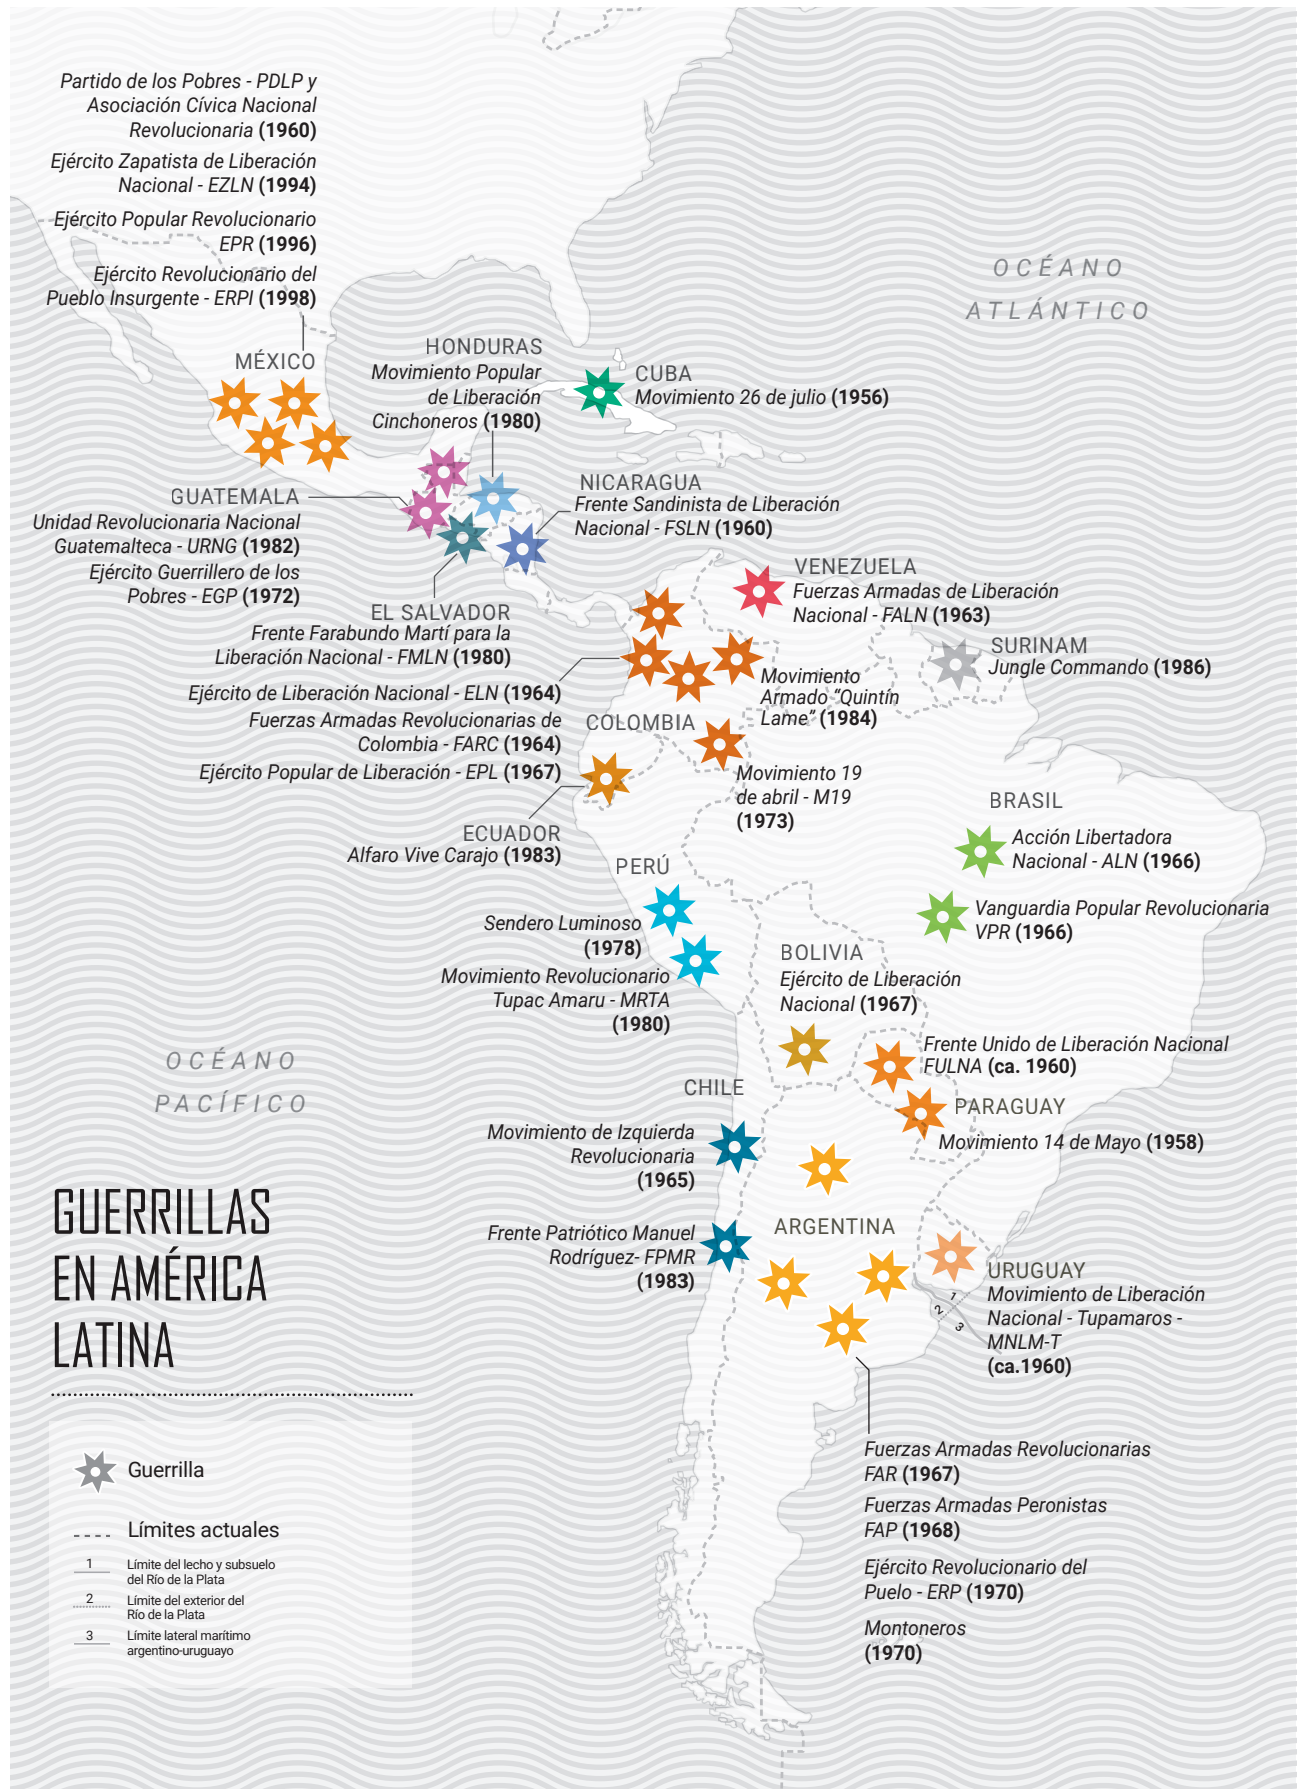 Partido de los Pobres - PDLP y
Asociación Cívica Nacional
Revolucionaria (1960)
Ejército Zapatista de Liberación
Nacional - EZLN (1994)
Ejército Popular Revolucionario
EPR (1996)
Ejército Revolucionario del
Pueblo Insurgente - ERPI (1998)
MÉXICO
OCÉANO
ATLÁNTICO
HONDURAS
Movimiento Popular
de Liberación
Cinchoneros (1980)
CUBA
Movimiento 26 de julio (1956)
GUATEMALA
Unidad Revolucionaria Nacional
Guatemalteca - URNG (1982)
Ejército Guerrillero de los
Pobres - EGP (1972)
NICARAGUA
Frente Sandinista de Liberación
Nacional - FSLN (1960)
EL SALVADOR
Frente Farabundo Martí para la
Liberación Nacional - FMLN (1980)
VENEZUELA
Fuerzas Armadas de Liberación
Nacional - FALN (1963)
SURINAM
Jungle Commando (1986)
Ejército de Liberación Nacional - ELN (1964)
Fuerzas Armadas Revolucionarias de
Colombia - FARC (1964)
Ejército Popular de Liberación - EPL (1967)
COLOMBIA
Movimiento
Armado “Quintín
Lame” (1984)
Movimiento 19
de abril - M19
(1973)
ECUADOR
Alfaro Vive Carajo (1983)
BRASIL
Acción Libertadora
Nacional - ALN (1966)
Vanguardia Popular Revolucionaria
VPR (1966)
PERÚ
Sendero Luminoso
(1978)
Movimiento Revolucionario
Tupac Amaru - MRTA
(1980)
BOLIVIA
Ejército de Liberación
Nacional (1967)
Frente Unido de Liberación Nacional
FULNA (ca. 1960)
PARAGUAY
Movimiento 14 de Mayo (1958)
OCÉANO
PACÍFICO
CHILE
Movimiento de Izquierda
Revolucionaria
(1965)
Frente Patriótico Manuel
Rodríguez- FPMR
(1983)
ARGENTINA
URUGUAY
Movimiento de Liberación
Nacional - Tupamaros -
MNLM-T
(ca.1960)
1
2
3
Fuerzas Armadas Revolucionarias
FAR (1967)
Fuerzas Armadas Peronistas
FAP (1968)
Ejército Revolucionario del
Puelo - ERP (1970)
Montoneros
(1970)
GUERRILLAS
EN AMÉRICA
LATINA
Guerrilla
Límites actuales
1 Límite del lecho y subsuelo
del Río de la Plata
2 Límite del exterior del
Río de la Plata
3 Límite lateral marítimo
argentino-uruguayo